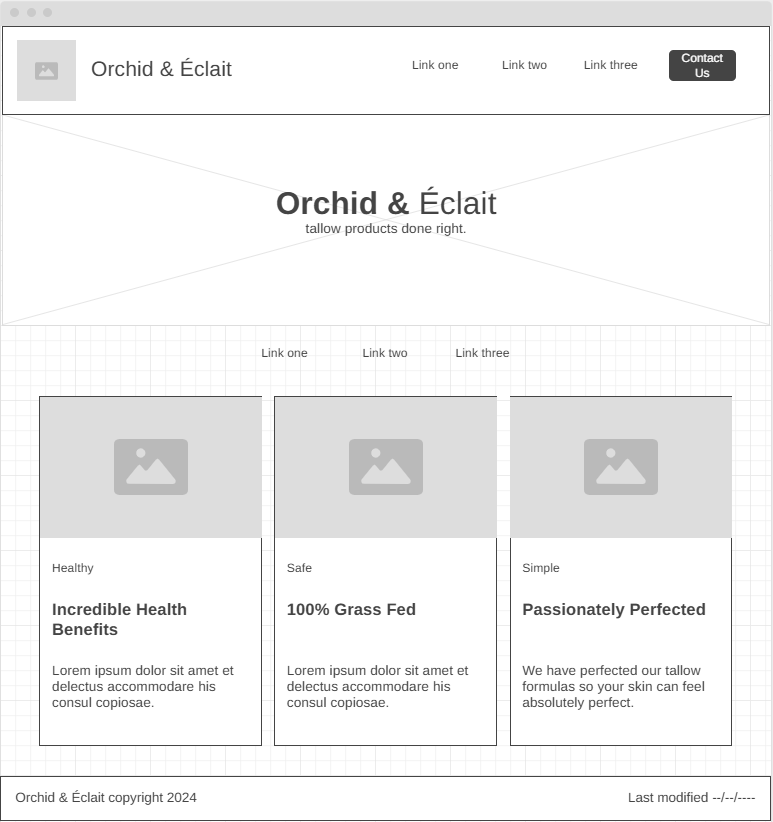 Orchid & Éclait
Link one
Link two
Link three
Contact
Us
Orchid & Éclait
tallow products done right.
Link one
Link two
Link three
Healthy
Incredible Health
Benefits
Lorem ipsum dolor sit amet et
delectus accommodare his
consul copiosae.
Safe
100% Grass Fed
Lorem ipsum dolor sit amet et
delectus accommodare his
consul copiosae.
Simple
Passionately Perfected
We have perfected our tallow
formulas so your skin can feel
absolutely perfect.
Orchid & Éclait copyright 2024
Last modified --/--/----